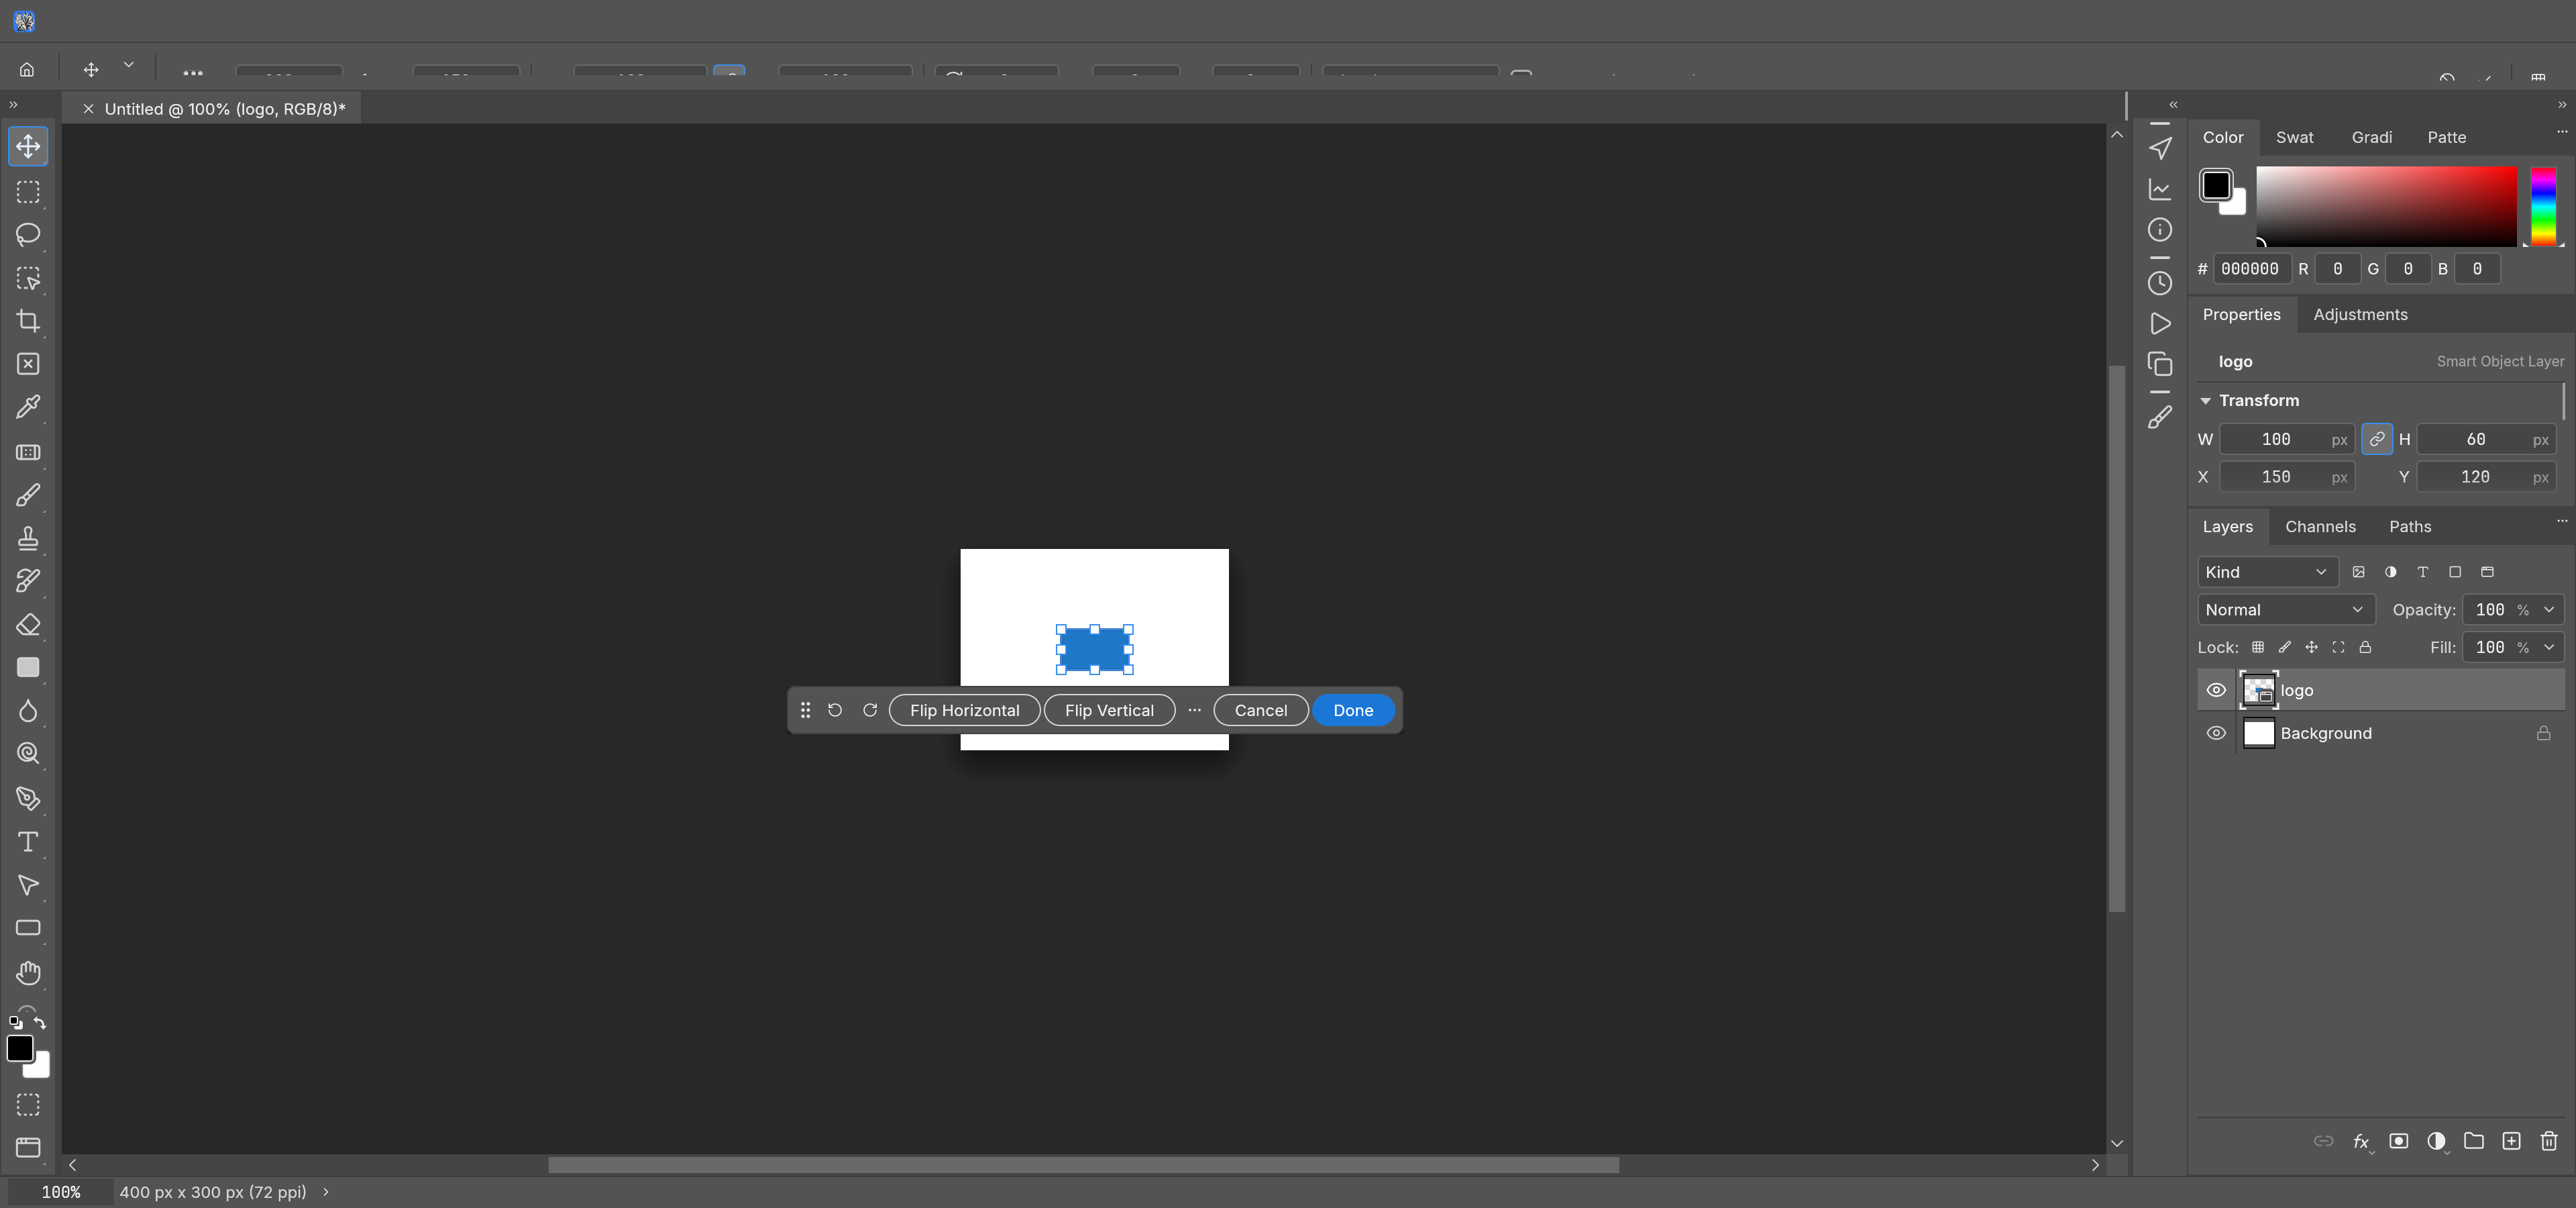 Untitled @ 100% (logo, RGB/8)*
Color Swat Gradi Patte
# 000000 R 0 G 0 B 0
Properties Adjustments
logo Smart Object Layer
Transform
W 100 px H 60 px
X 150 px Y 120 px
Layers Channels Paths
Kind
Normal Opacity: 100 %
Lock: Fill: 100 %
logo
Background
Flip Horizontal Flip Vertical Cancel Done
fx
100% 400 px x 300 px (72 ppi)